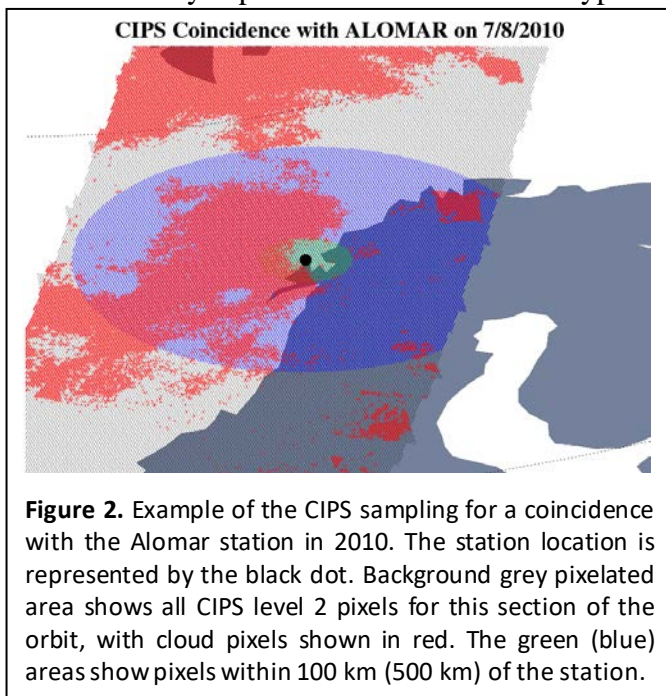 CIPS Coincidence with ALOMAR on 7/8/2010
Figure 2. Example of the CIPS sampling for a coincidence
with the Alomar station in 2010. The station location is
represented by the black dot. Background grey pixelated
area shows all CIPS level 2 pixels for this section of the
orbit, with cloud pixels shown in red. The green (blue)
areas show pixels within 100 km (500 km) of the station.